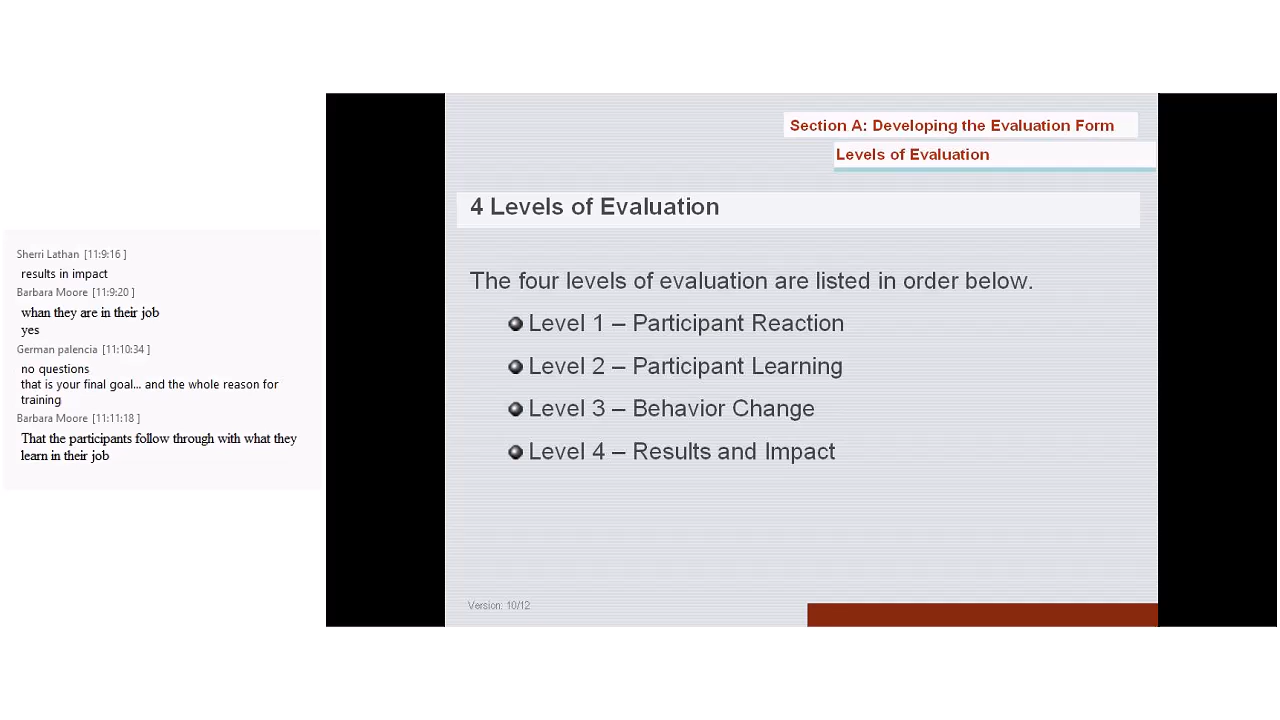 Sherri Lathan [11:9:16 ]
results in impact
Barbara Moore [11:9:20 ]
whan they are in their job
yes
German palencia [11:10:34 ]
no questions
that is your final goal... and the whole reason for
training
Barbara Moore [11:11:18 ]
That the participants follow through with what they
learn in their job
Section A: Developing the Evaluation Form
Levels of Evaluation
4 Levels of Evaluation
The four levels of evaluation are listed in order below.
Level 1 – Participant Reaction
Level 2 – Participant Learning
Level 3 – Behavior Change
Level 4 – Results and Impact
Version: 10/12